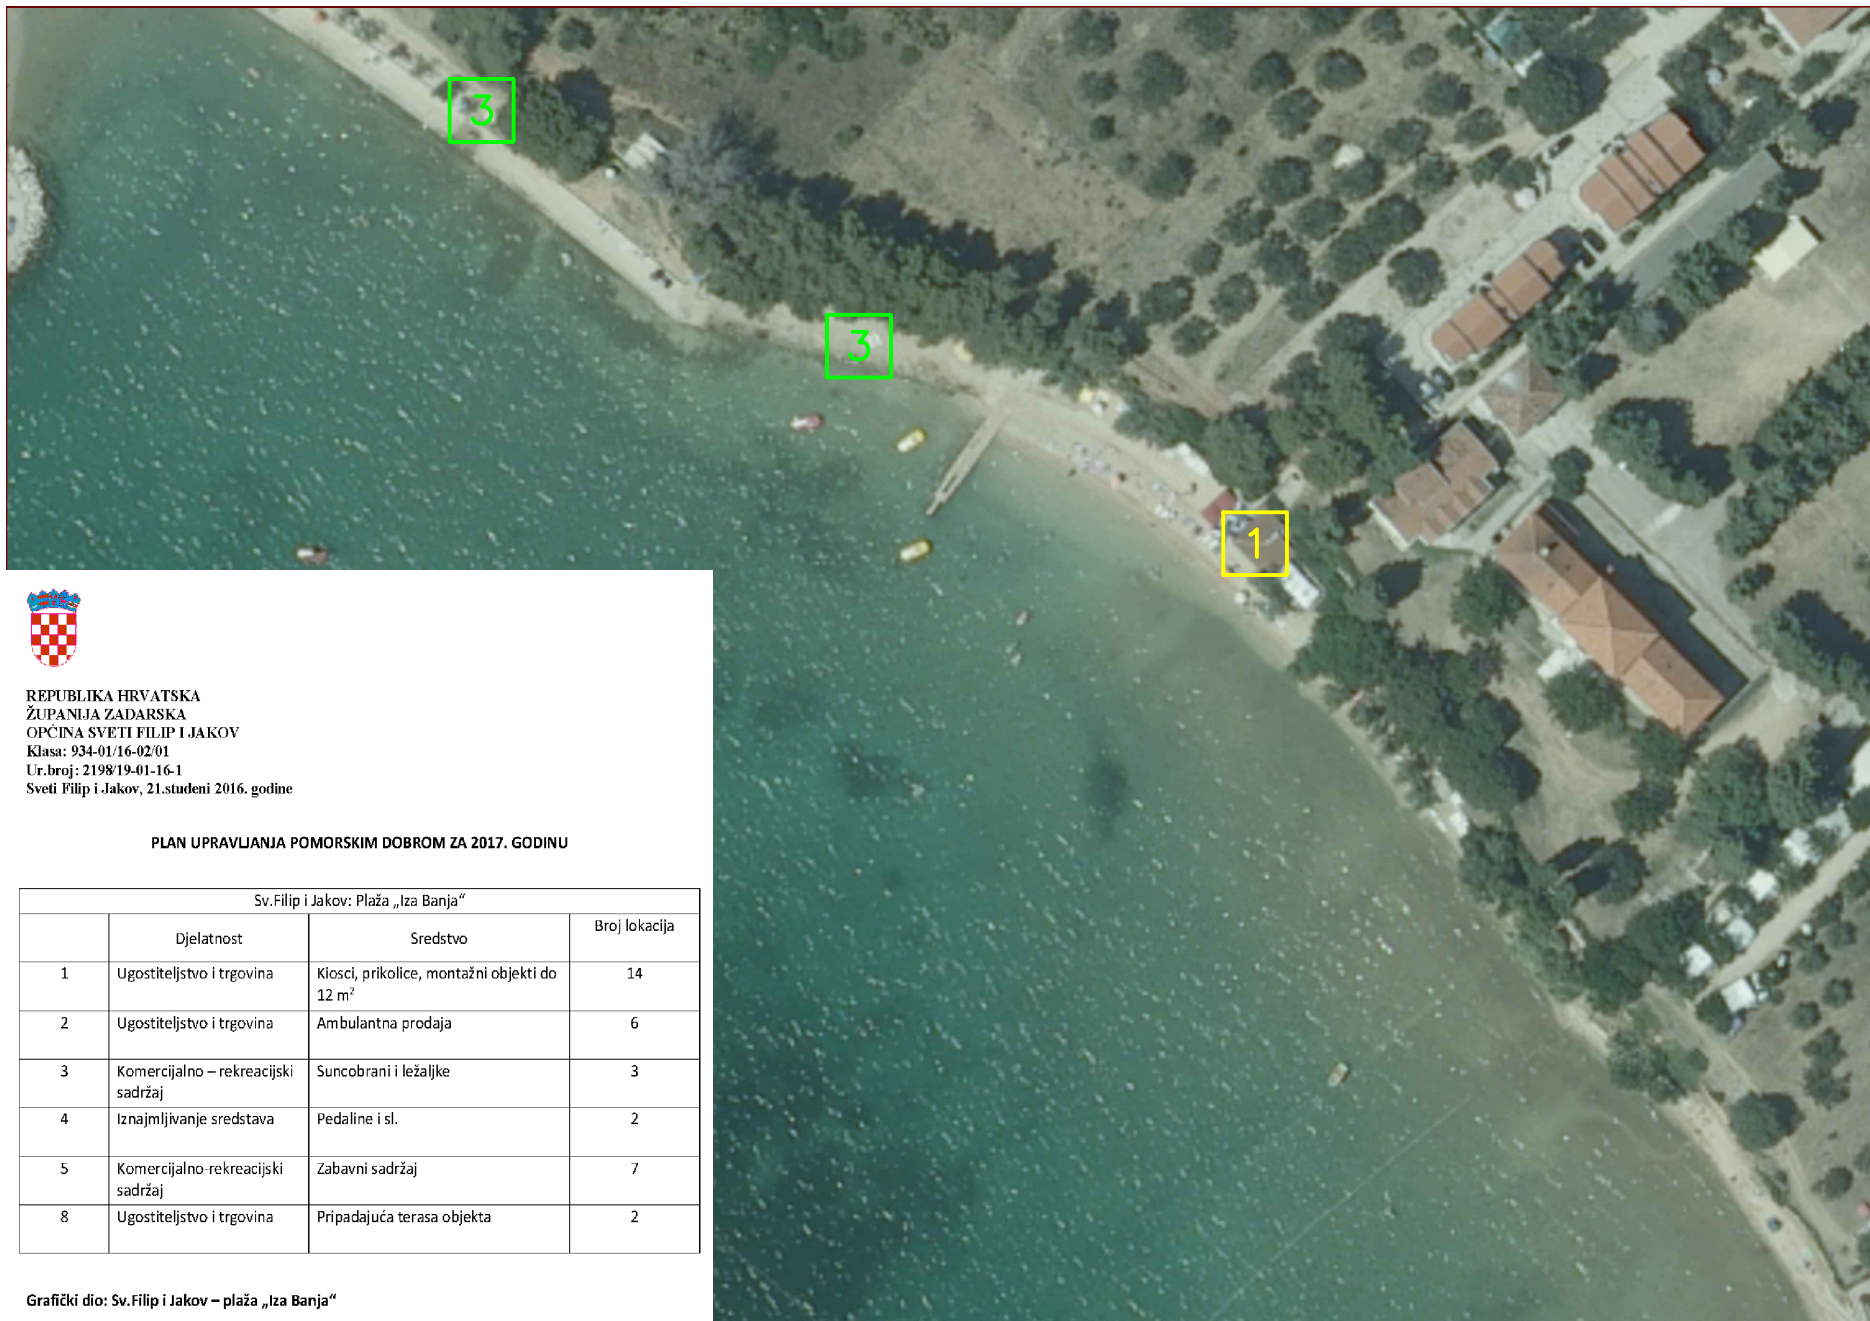 3
3
1
REPUBLIKA HRVATSKA
ŽUPANIJA ZADARSKA
OPĆINA SVETI FILIP I JAKOV
Klasa: 934-01/16-02/01
Ur.broj: 2198/19-01-16-1
Sveti Filip i Jakov, 21.studeni 2016. godine
PLAN UPRAVLJANJA POMORSKIM DOBROM ZA 2017. GODINU
Sv.Filip i Jakov: Plaža „Iza Banja“
Djelatnost Sredstvo Broj lokacija
1 Ugostiteljstvo i trgovina Kiosci, prikolice, montažni objekti do 14
12 m²
2 Ugostiteljstvo i trgovina Ambulantna prodaja 6
3 Komercijalno – rekreacijski Suncobrani i ležaljke 3
sadržaj
4 Iznajmljivanje sredstava Pedaline i sl. 2
5 Komercijalno-rekreacijski Zabavni sadržaj 7
sadržaj
8 Ugostiteljstvo i trgovina Pripadajuća terasa objekta 2
Grafički dio: Sv.Filip i Jakov – plaža „Iza Banja“